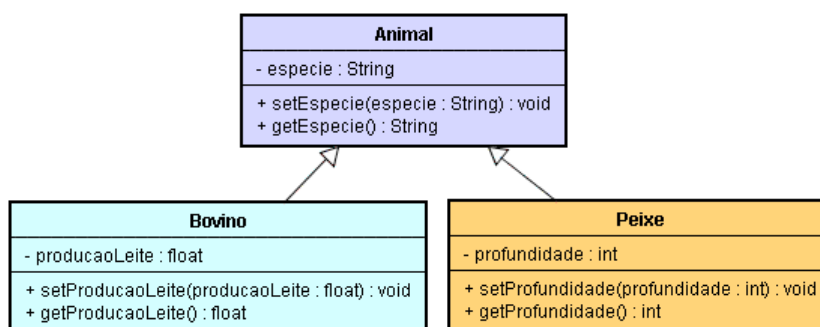 Animal
- especie : String
+ setEspecie(especie : String) : void
+ getEspecie() : String
Bovino
- producaoLeite : float
+ setProducaoLeite(producaoLeite : float) : void
+ getProducaoLeite() : float
Peixe
- profundidade : int
+ setProfundidade(profundidade : int) : void
+ getProfundidade() : int